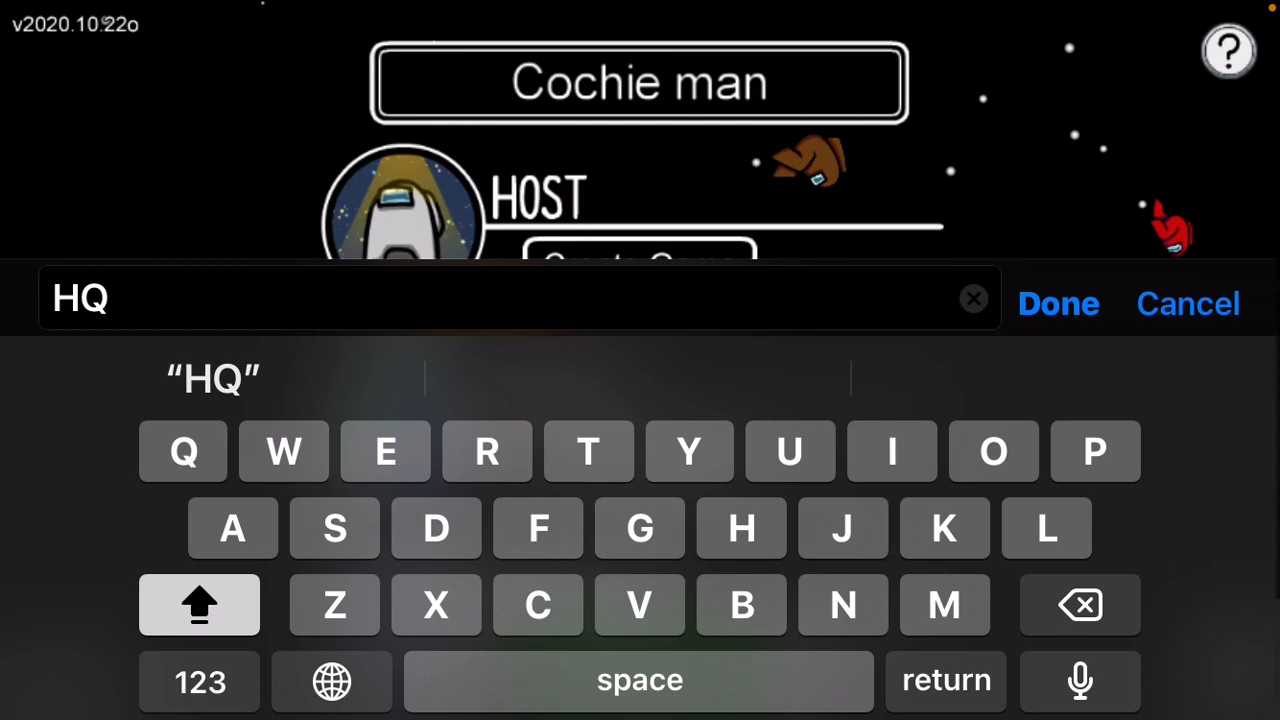 v2020.10.22o
?
Cochie man
HOST
HQ
Done
Cancel
“HQ”
Q W E R T Y U I O P
A S D F G H J K L
Z X C V B N M
123
space
return